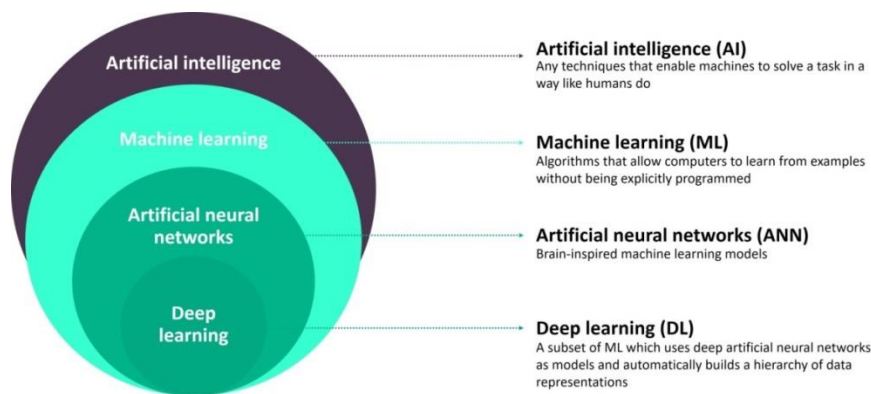 Artificial intelligence
Machine learning
Artificial neural
networks
Deep
learning
Artificial intelligence (AI)
Any techniques that enable machines to solve a task in a
way like humans do
Machine learning (ML)
Algorithms that allow computers to learn from examples
without being explicitly programmed
Artificial neural networks (ANN)
Brain-inspired machine learning models
Deep learning (DL)
A subset of ML which uses deep artificial neural networks
as models and automatically builds a hierarchy of data
representations